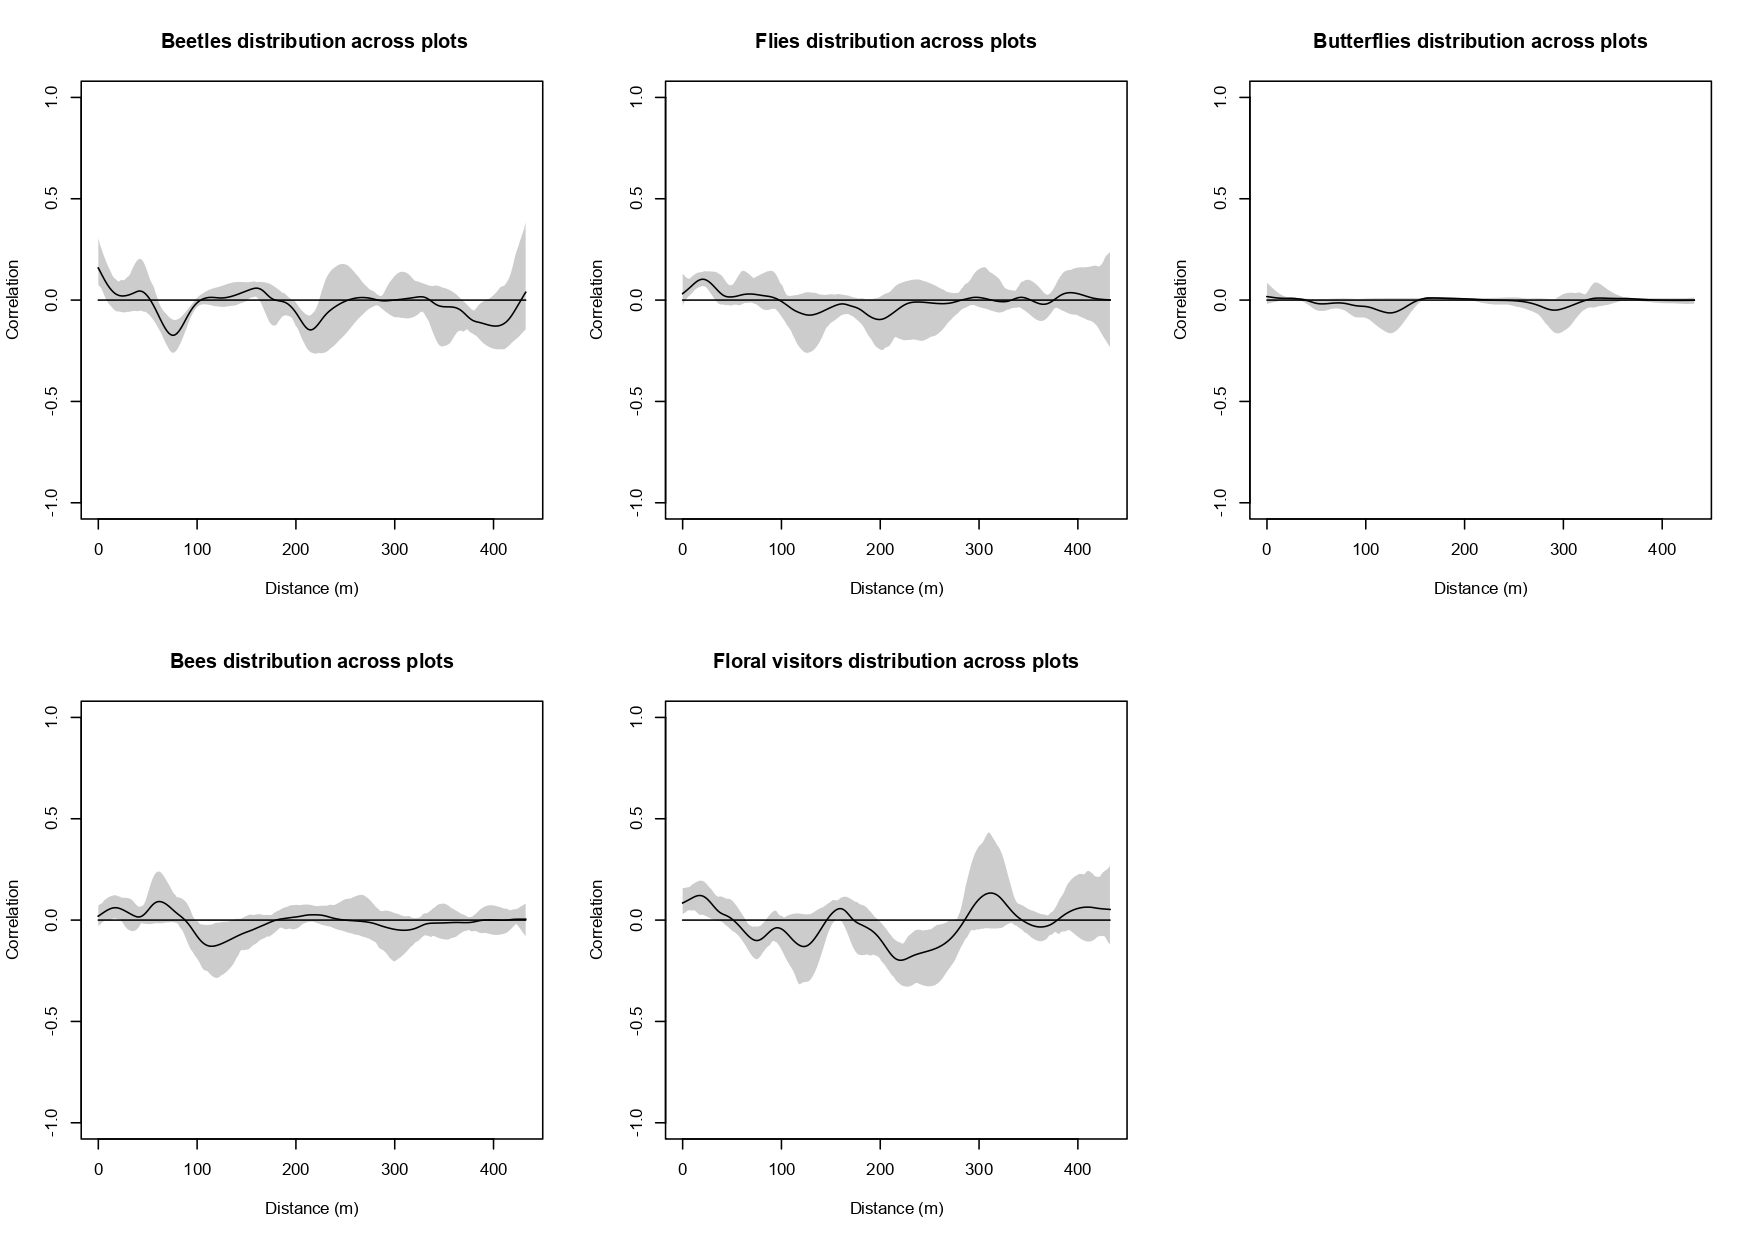 Beetles distribution across plots
Correlation
1.0
0.5
0.0
-0.5
-1.0
0 100 200 300 400
Distance (m)
Flies distribution across plots
Correlation
1.0
0.5
0.0
-0.5
-1.0
0 100 200 300 400
Distance (m)
Butterflies distribution across plots
Correlation
1.0
0.5
0.0
-0.5
-1.0
0 100 200 300 400
Distance (m)
Bees distribution across plots
Correlation
1.0
0.5
0.0
-0.5
-1.0
0 100 200 300 400
Distance (m)
Floral visitors distribution across plots
Correlation
1.0
0.5
0.0
-0.5
-1.0
0 100 200 300 400
Distance (m)